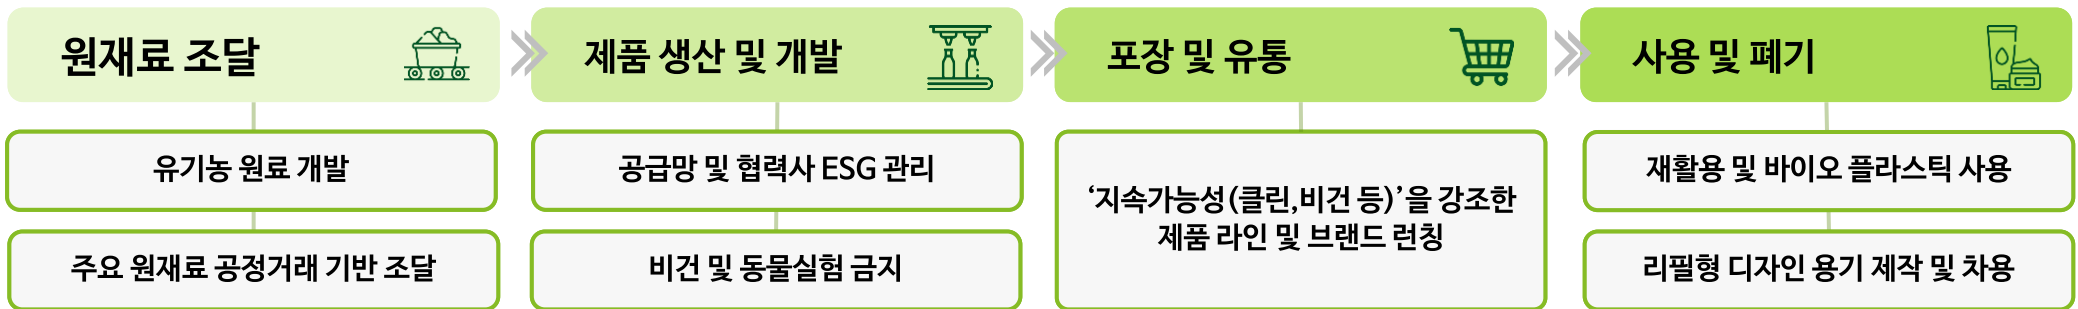 원재료 조달
유기농 원료 개발
주요 원재료 공정거래 기반 조달
제품 생산 및 개발
공급망 및 협력사 ESG 관리
비건 및 동물실험 금지
포장 및 유통
‘지속가능성(클린,비건 등)’을 강조한
제품 라인 및 브랜드 런칭
사용 및 폐기
재활용 및 바이오 플라스틱 사용
리필형 디자인 용기 제작 및 차용